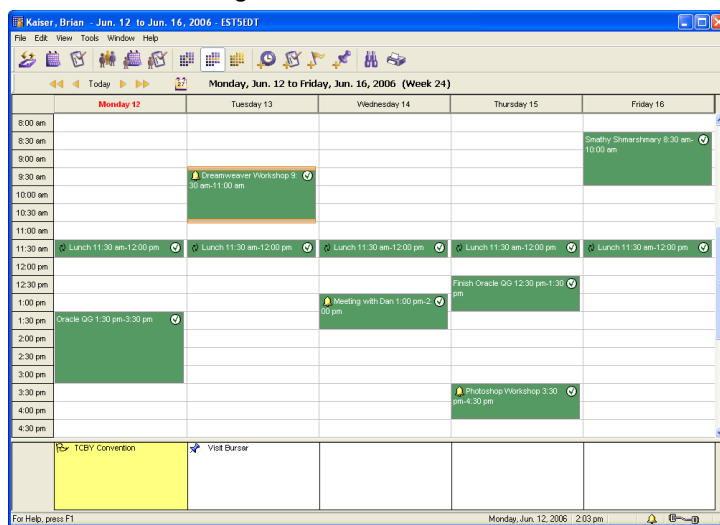 Kaiser, Brian - Jun. 12 to Jun. 16, 2006 - EST5EDT
File Edit View Tools Window Help
Today 27 Monday, Jun. 12 to Friday, Jun. 16, 2006 (Week 24)
Monday 12 Tuesday 13 Wednesday 14 Thursday 15 Friday 16
8:00 am
8:30 am
Smathy Shmarshmary 8:30 am-
10:00 am
9:00 am
9:30 am
Dreamweaver Workshop 9:
30 am-11:00 am
10:00 am
10:30 am
11:00 am
11:30 am Lunch 11:30 am-12:00 pm Lunch 11:30 am-12:00 pm Lunch 11:30 am-12:00 pm Lunch 11:30 am-12:00 pm Lunch 11:30 am-12:00 pm
12:00 pm
12:30 pm
Finish Oracle QG 12:30 pm-1:30
pm
1:00 pm
Meeting with Dan 1:00 pm-2:
00 pm
1:30 pm Oracle QG 1:30 pm-3:30 pm
2:00 pm
2:30 pm
3:00 pm
3:30 pm
Photoshop Workshop 3:30
pm-4:30 pm
4:00 pm
4:30 pm
TCBY Convention Visit Bursar
For Help, press F1 Monday, Jun. 12, 2006 2:03 pm